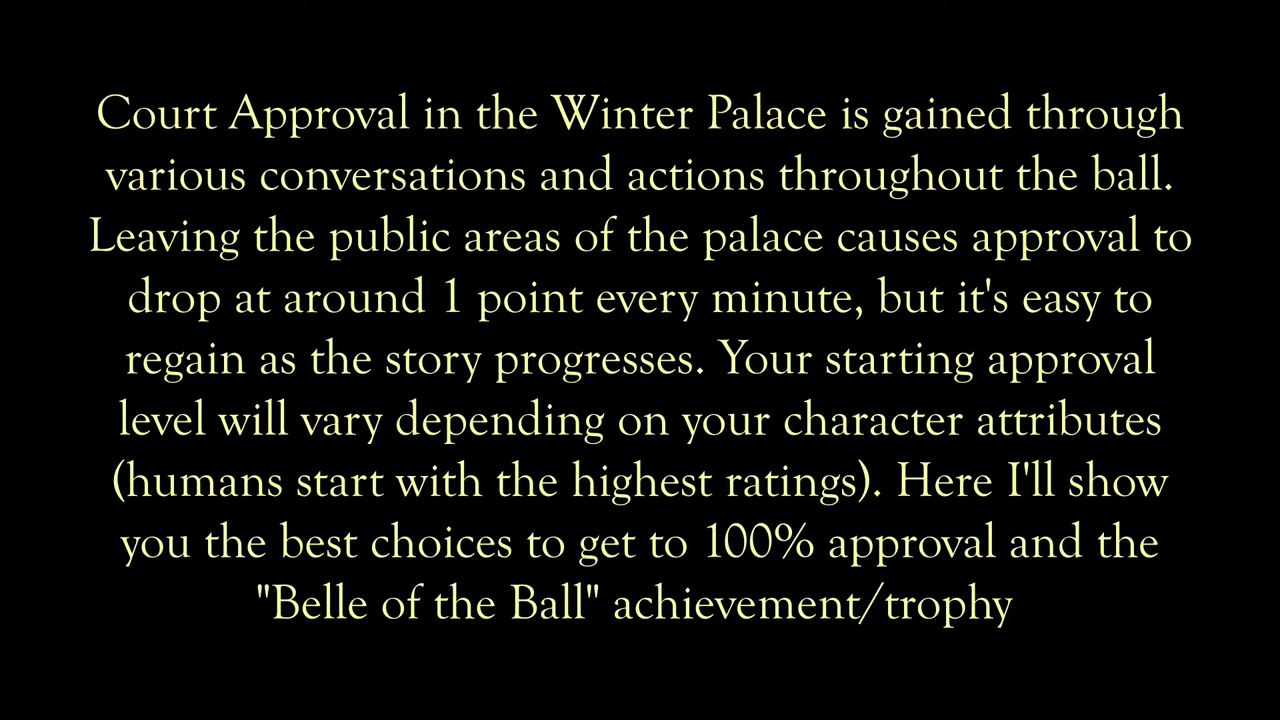 Court Approval in the Winter Palace is gained through
various conversations and actions throughout the ball.
Leaving the public areas of the palace causes approval to
drop at around 1 point every minute, but it's easy to
regain as the story progresses. Your starting approval
level will vary depending on your character attributes
(humans start with the highest ratings). Here I'll show
you the best choices to get to 100% approval and the
"Belle of the Ball" achievement/trophy